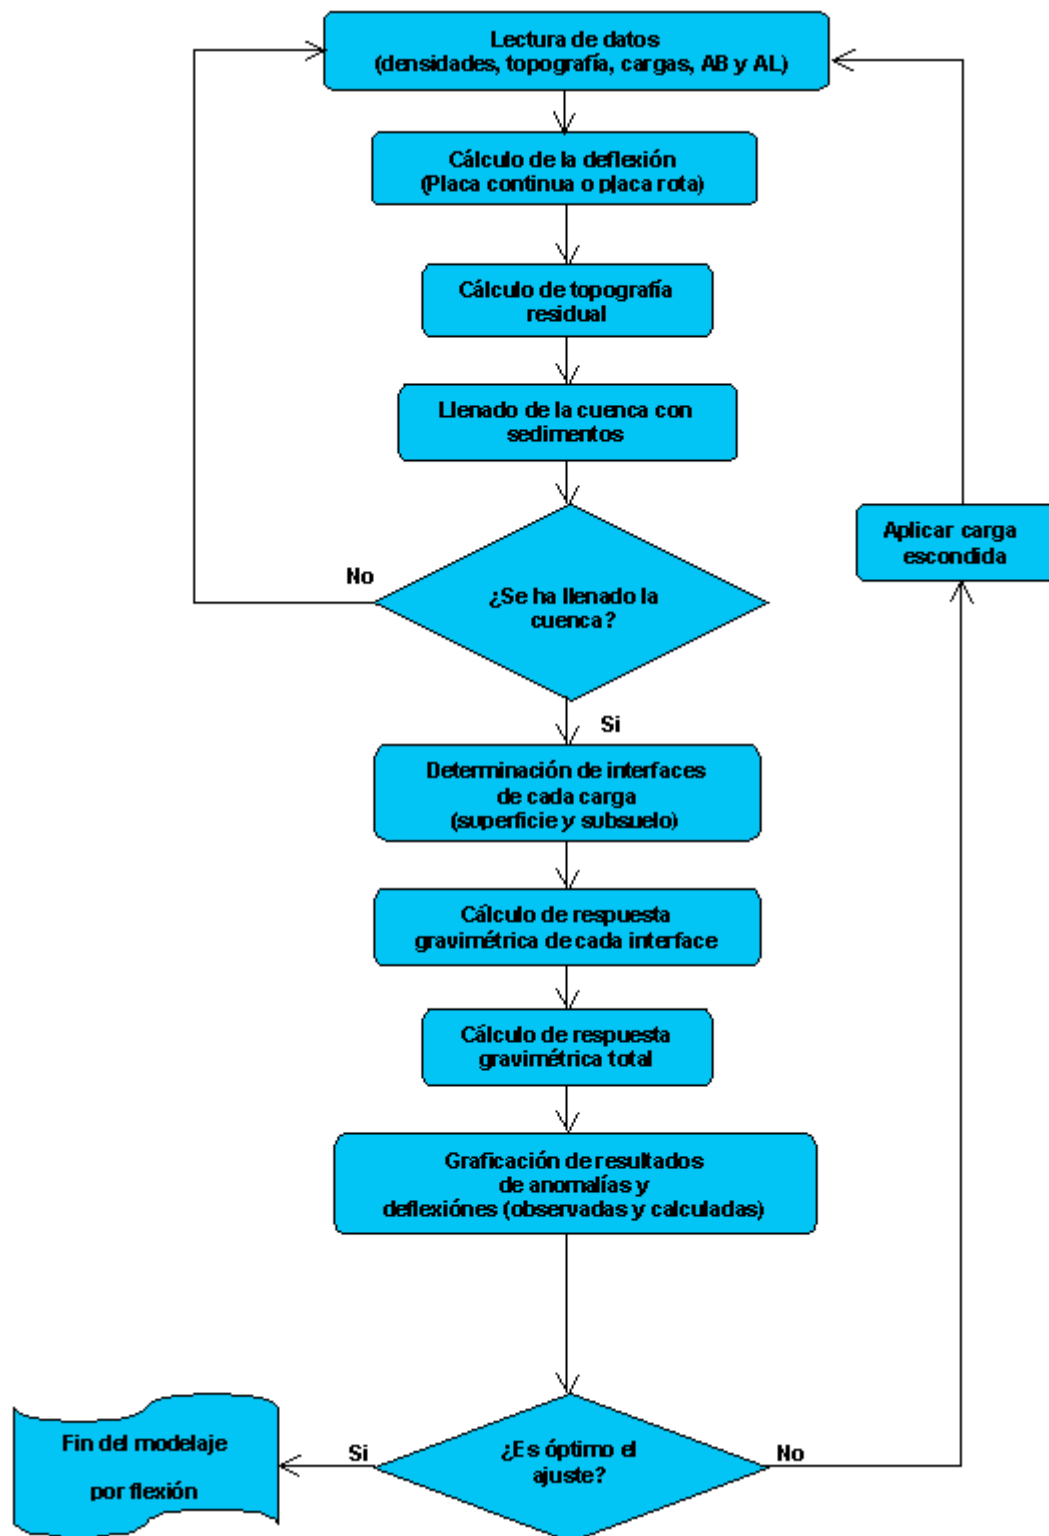 Lectura de datos
(densidades, topografía, cargas, AB y AL)
Cálculo de la deflexión
(Placa continua o placa rota)
Cálculo de topografía
residual
Llenado de la cuenca con
sedimentos
¿Se ha llenado la
cuenca?
No
Si
Aplicar carga
escondida
Determinación de interfaces
de cada carga
(superficie y subsuelo)
Cálculo de respuesta
gravimétrica de cada interface
Cálculo de respuesta
gravimétrica total
Graficación de resultados
de anomalías y
deflexiónes (observadas y calculadas)
¿Es óptimo el
ajuste?
Si
No
Fin del modelaje
por flexión